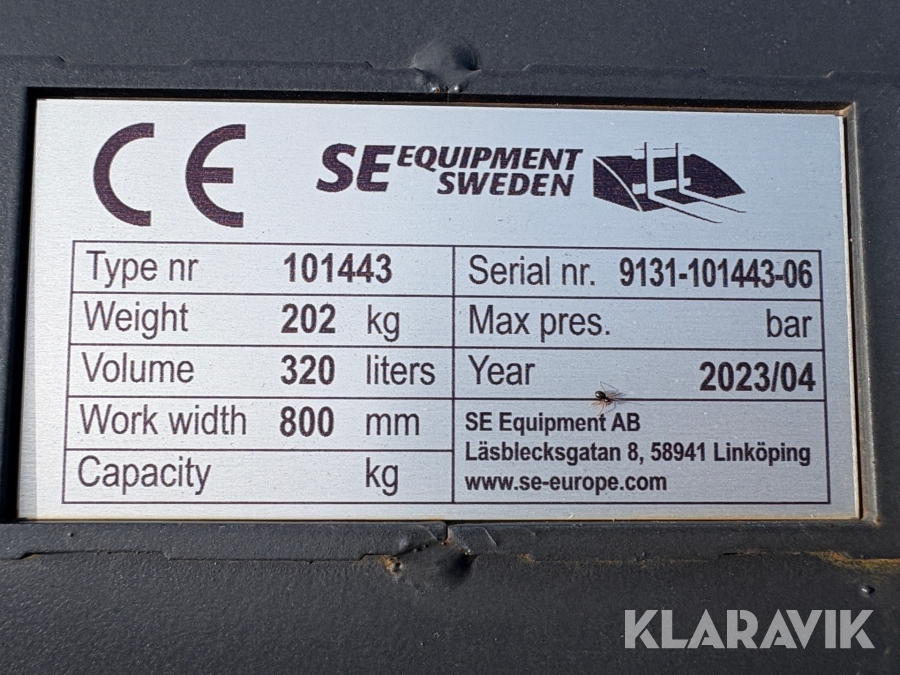 CE
SE EQUIPMENT
SWEDEN
Type nr 101443
Serial nr. 9131-101443-06
Weight 202 kg
Max pres. bar
Volume 320 liters
Year 2023/04
Work width 800 mm
Capacity kg
SE Equipment AB
Läsblecksgatan 8, 58941 Linköping
www.se-europe.com
KLARAVIK